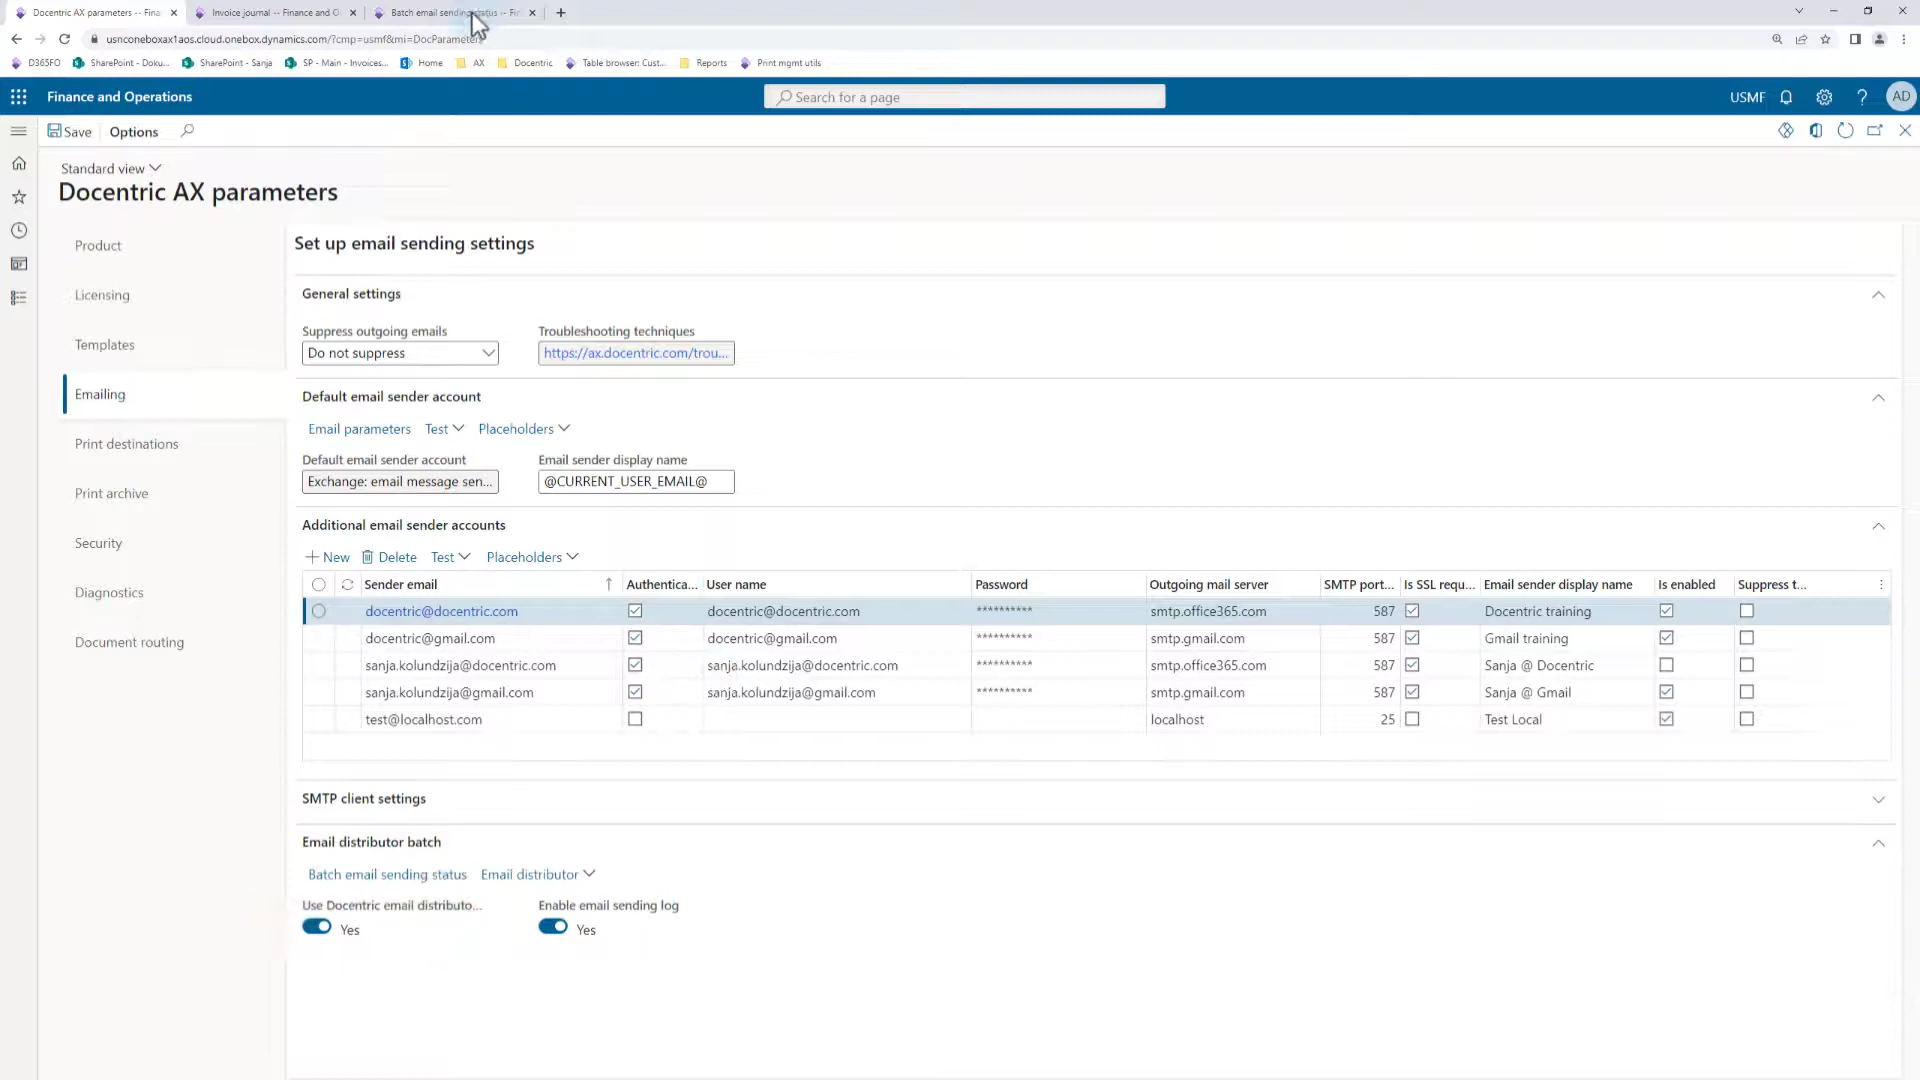 Docentric AX parameters -- Fina
Invoice journal -- Finance and O
Batch email sending status -- Fi
usnconeboxax1aos.cloud.onebox.dynamics.com/?cmp=usmf&mi=DocParameters
D365FO
SharePoint - Doku...
SharePoint - Sanja
SP - Main - Invoices...
Home
AX
Docentric
Table browser: Cust...
Reports
Print mgmt utils
Finance and Operations
Search for a page
USMF
?
AD
Save
Options
Standard view
Docentric AX parameters
Product
Licensing
Templates
Emailing
Print destinations
Print archive
Security
Diagnostics
Document routing
Set up email sending settings
General settings
Suppress outgoing emails
Troubleshooting techniques
Do not suppress
https://ax.docentric.com/trou...
Default email sender account
Email parameters Test Placeholders
Default email sender account
Email sender display name
Exchange: email message sen...
@CURRENT_USER_EMAIL@
Additional email sender accounts
New Delete Test Placeholders
Sender email Authentica... User name Password Outgoing mail server SMTP port... Is SSL requ... Email sender display name Is enabled Suppress t...
docentric@docentric.com docentric@docentric.com ********** smtp.office365.com 587 Docentric training
docentric@gmail.com docentric@gmail.com ********** smtp.gmail.com 587 Gmail training
sanja.kolundzija@docentric.com sanja.kolundzija@docentric.com ********** smtp.office365.com 587 Sanja @ Docentric
sanja.kolundzija@gmail.com sanja.kolundzija@gmail.com ********** smtp.gmail.com 587 Sanja @ Gmail
test@localhost.com localhost 25 Test Local
SMTP client settings
Email distributor batch
Batch email sending status Email distributor
Use Docentric email distributo...
Enable email sending log
Yes
Yes